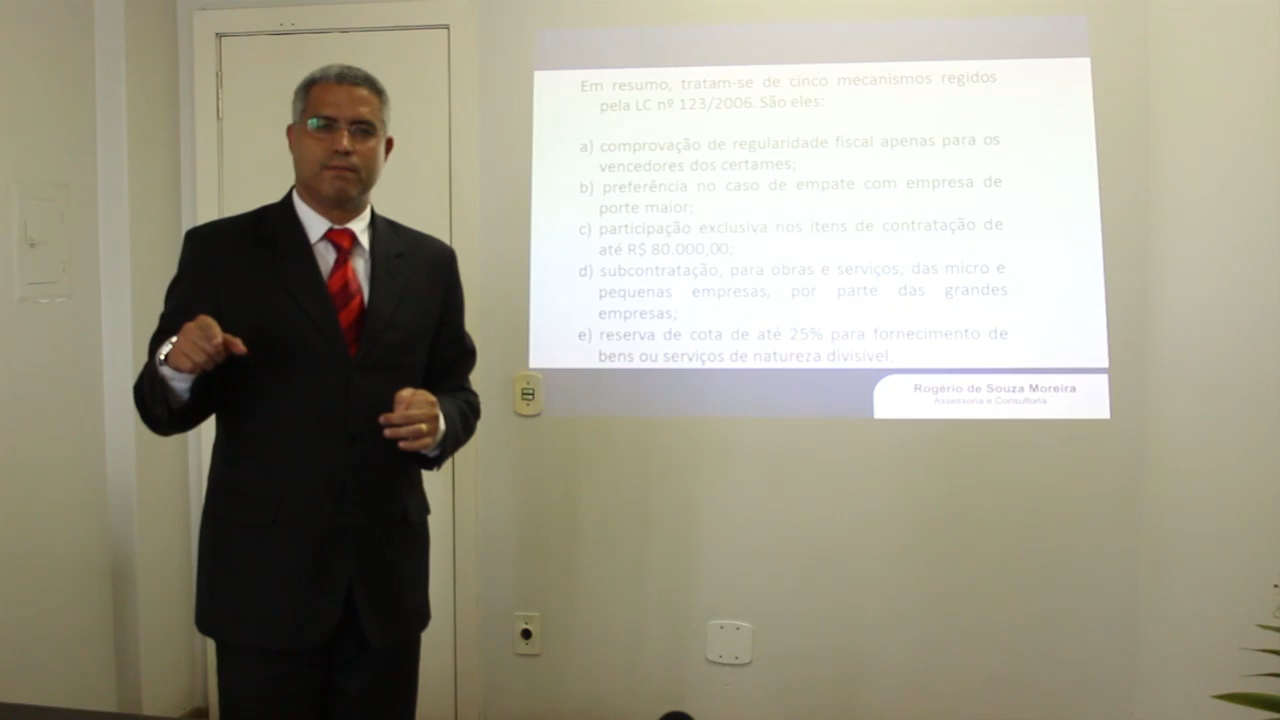 Em resumo, tratam-se de cinco mecanismos regidos
pela LC nº 123/2006. São eles:
a) comprovação de regularidade fiscal apenas para os
vencedores dos certames;
b) preferência no caso de empate com empresa de
porte maior;
c) participação exclusiva nos itens de contratação de
até R$ 80.000,00;
d) subcontratação, para obras e serviços, das micro e
pequenas empresas, por parte das grandes
empresas;
e) reserva de cota de até 25% para fornecimento de
bens ou serviços de natureza divisível.
Rogério de Souza Moreira
Assessoria e Consultoria